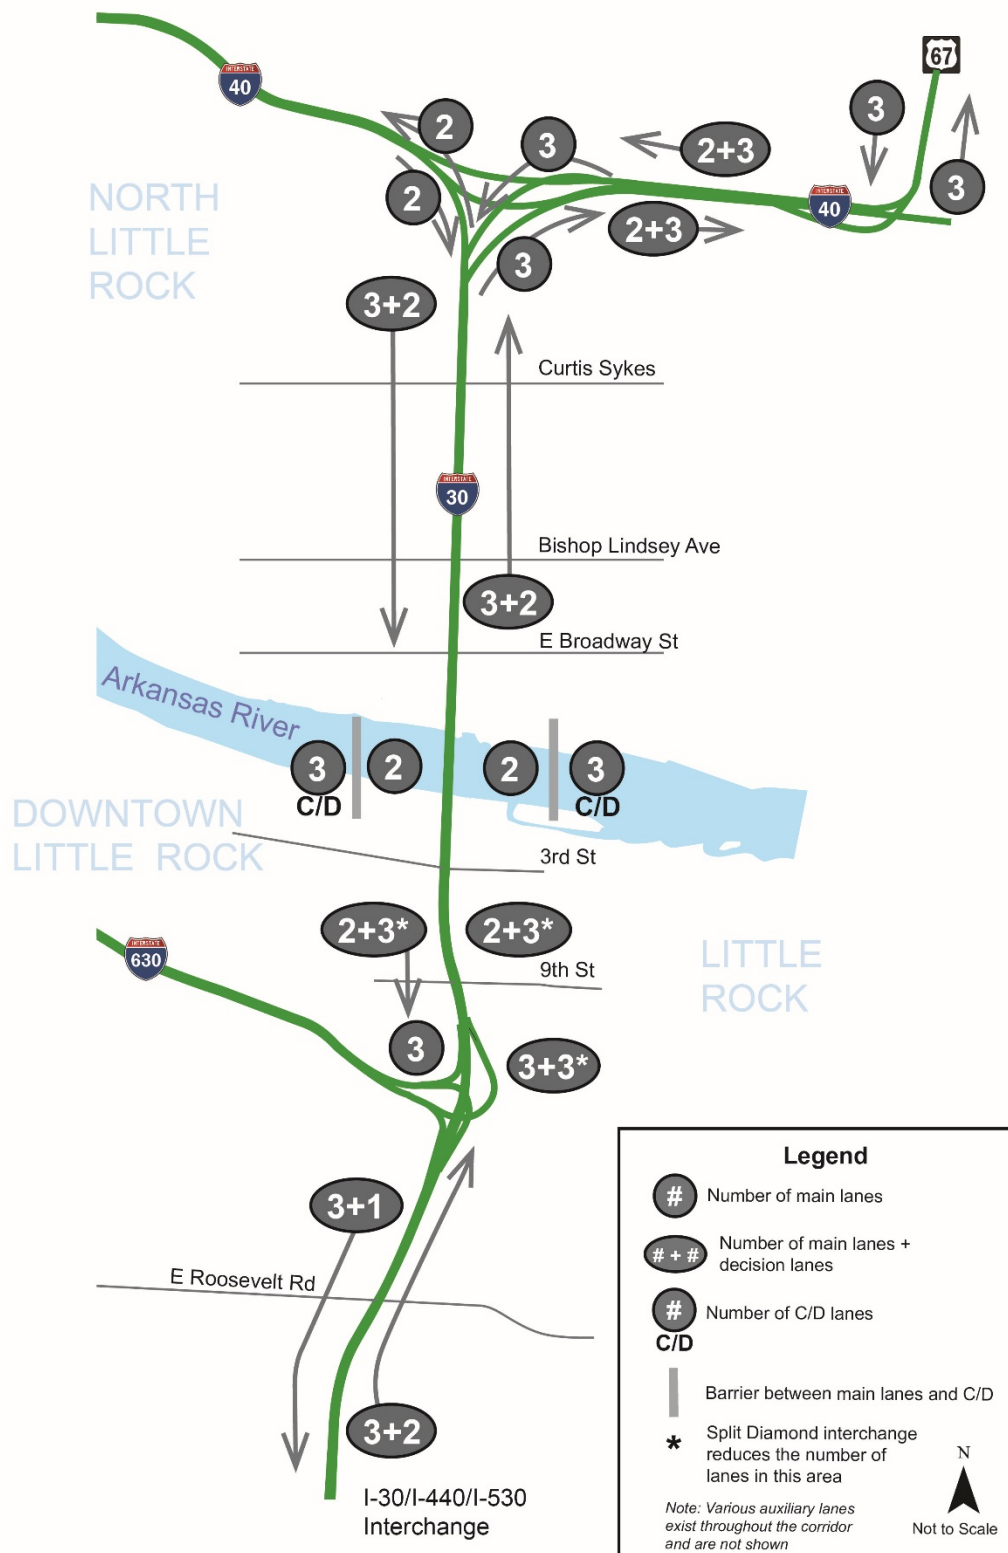 67
INTERSTATE
40
2
3
2+3
3
2
3
INTERSTATE
40
3
2+3
NORTH
LITTLE
ROCK
3+2
Curtis Sykes
INTERSTATE
30
Bishop Lindsey Ave
3+2
E Broadway St
Arkansas River
3
C/D
2
2
3
C/D
DOWNTOWN
LITTLE ROCK
3rd St
2+3*
2+3*
INTERSTATE
630
9th St
LITTLE
ROCK
3
3+3*
3+1
E Roosevelt Rd
3+2
I-30/I-440/I-530
Interchange
Legend
#
Number of main lanes
# + #
Number of main lanes +
decision lanes
#
C/D
Number of C/D lanes
Barrier between main lanes and C/D
*
Split Diamond interchange
reduces the number of
lanes in this area
Note: Various auxiliary lanes
exist throughout the corridor
and are not shown
N
Not to Scale